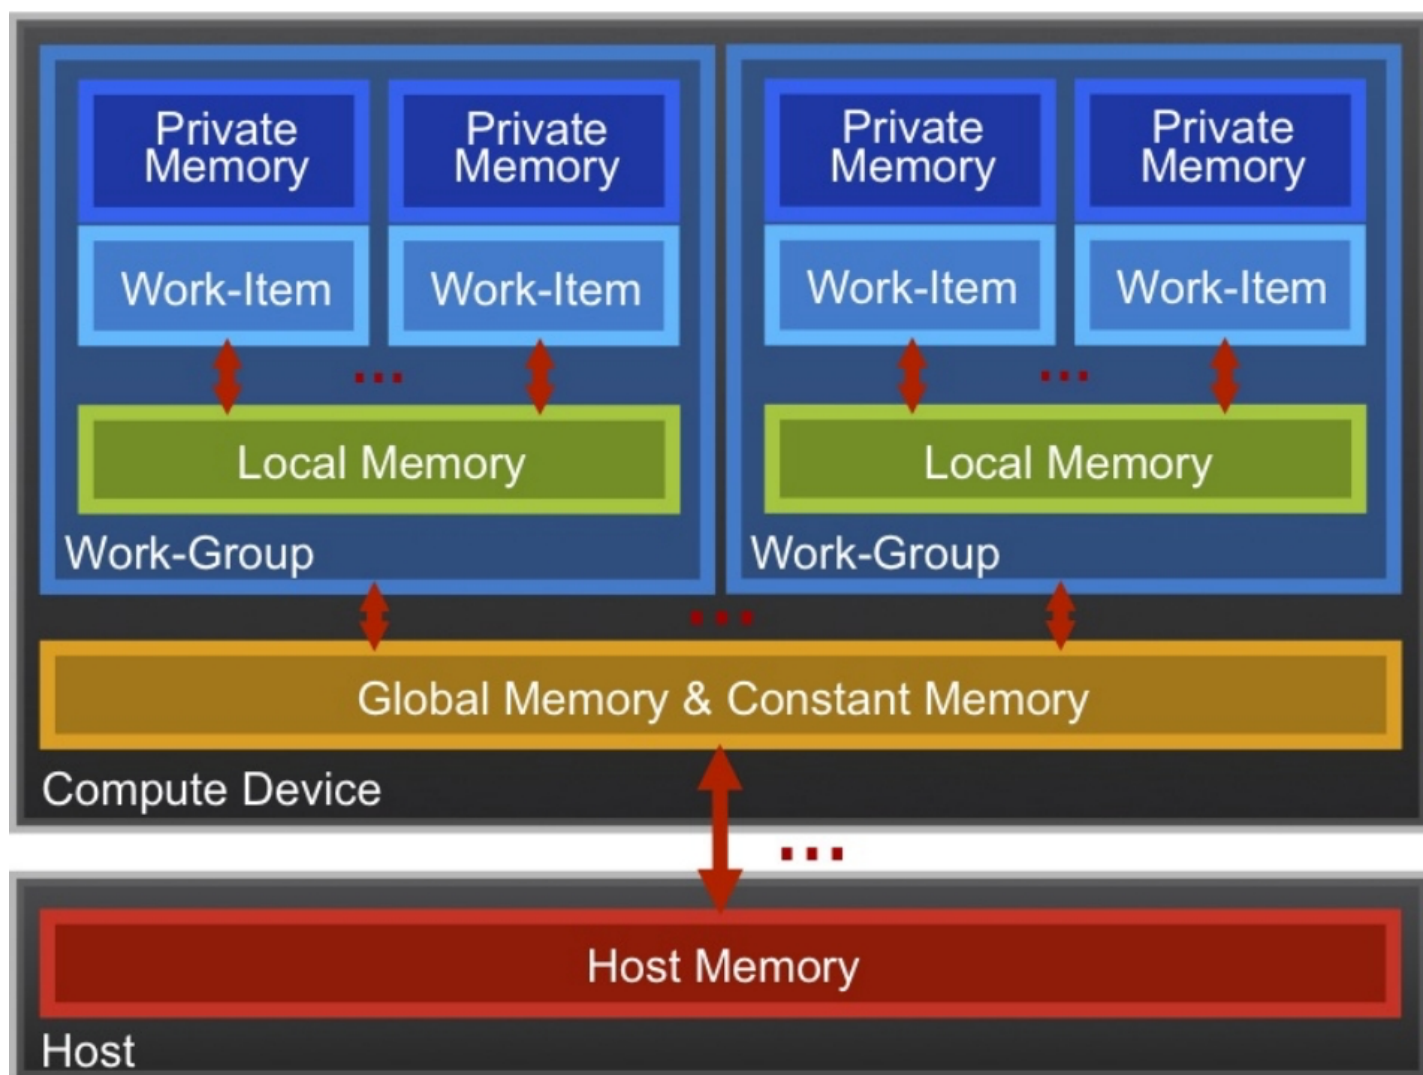 Private
Memory
Private
Memory
Work-Item
Work-Item
...
Local Memory
Work-Group
Private
Memory
Private
Memory
Work-Item
Work-Item
...
Local Memory
Work-Group
...
Global Memory & Constant Memory
Compute Device
...
Host Memory
Host